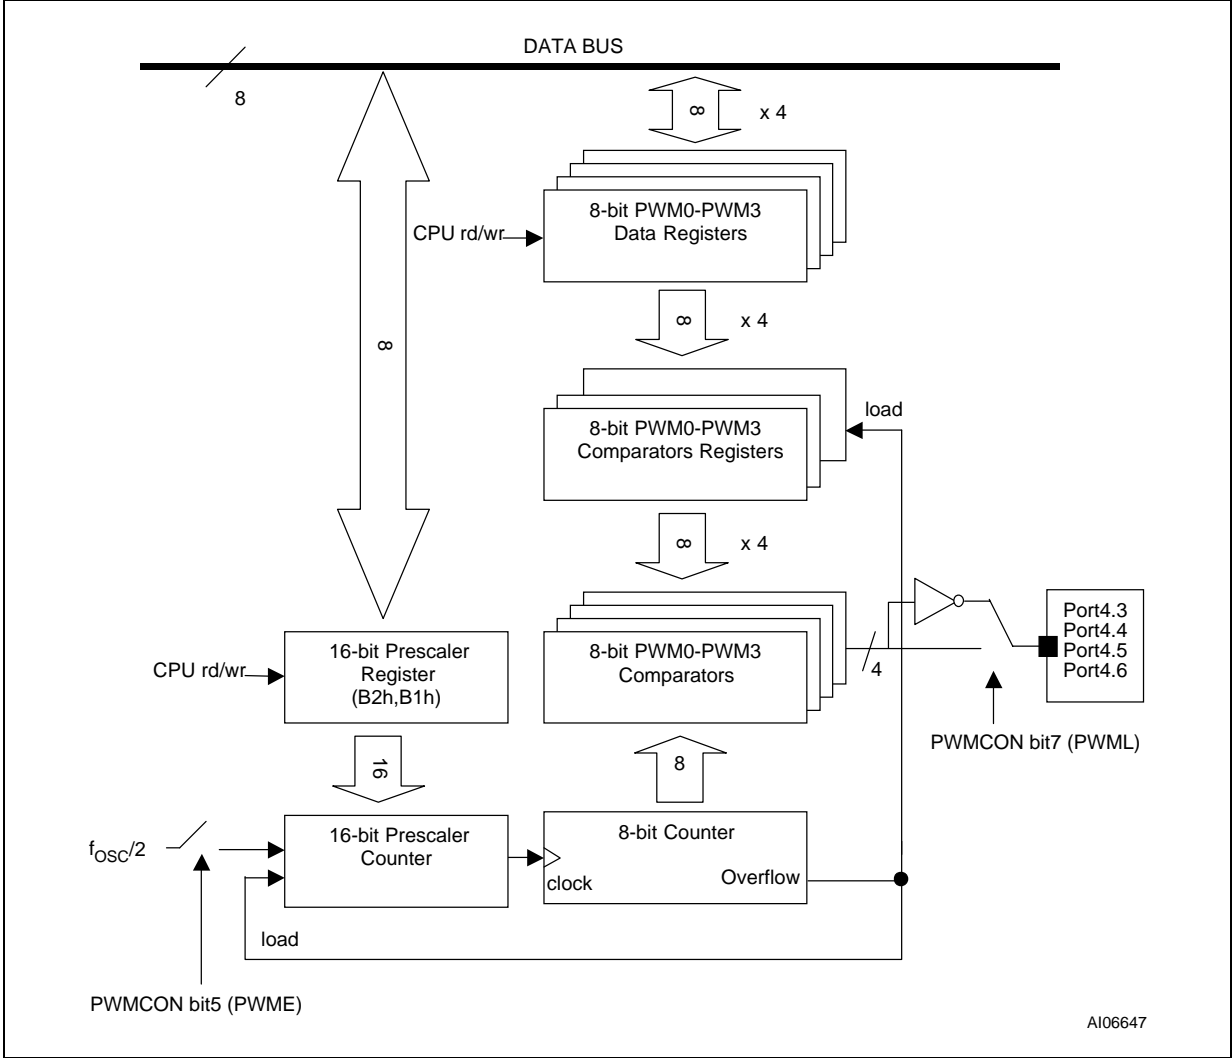 DATA BUS
8
8
x 4
8-bit PWM0-PWM3
Data Registers
CPU rd/wr
8
x 4
8
load
8-bit PWM0-PWM3
Comparators Registers
8
x 4
Port4.3
Port4.4
Port4.5
Port4.6
16-bit Prescaler
Register
(B2h,B1h)
CPU rd/wr
8-bit PWM0-PWM3
Comparators
4
PWMCON bit7 (PWML)
16
8
fOSC/2
16-bit Prescaler
Counter
8-bit Counter
clock
Overflow
load
PWMCON bit5 (PWME)
AI06647